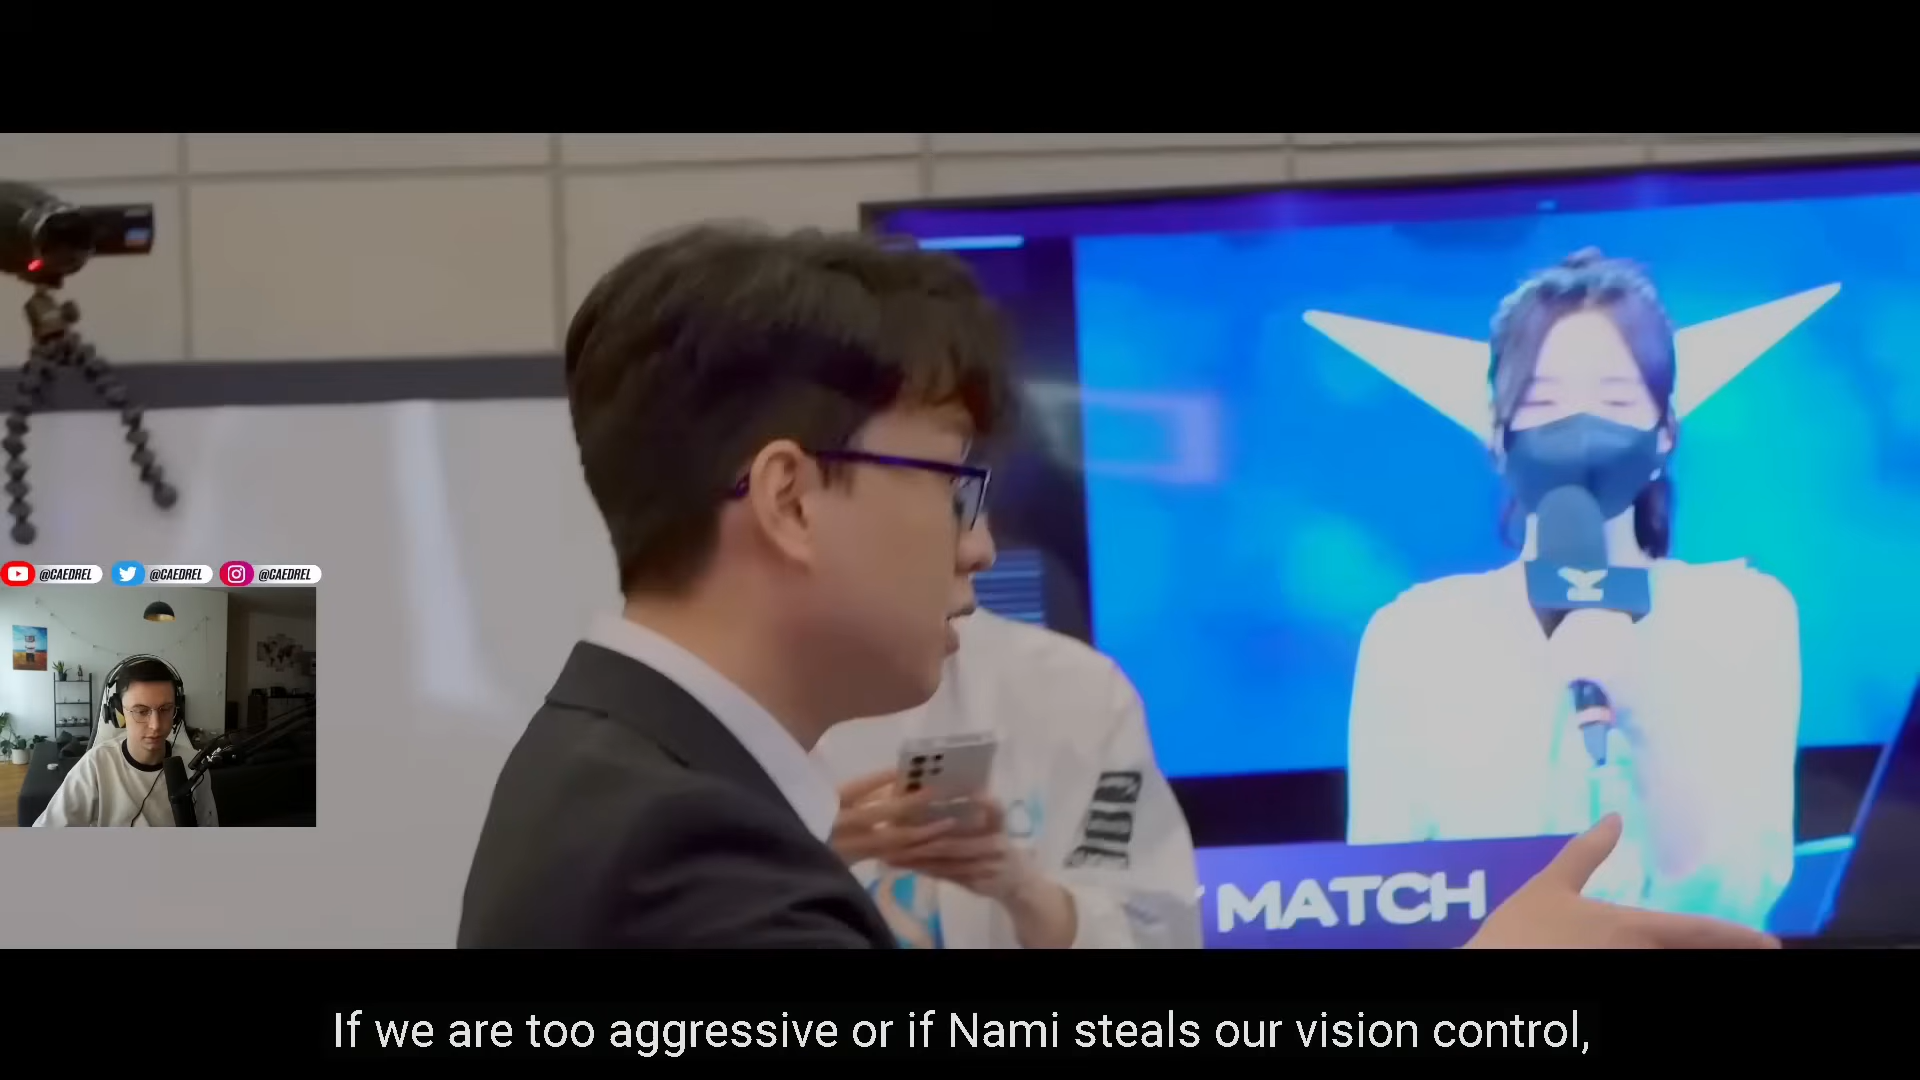 @CAEDREL @CAEDREL @CAEDREL
MATCH
If we are too aggressive or if Nami steals our vision control,